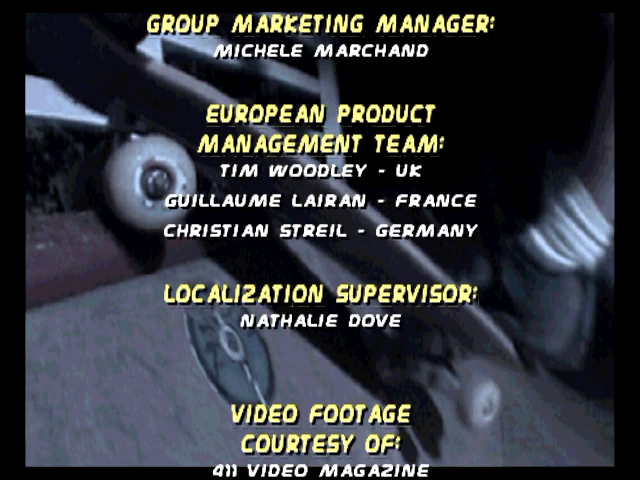 GROUP MARKETING MANAGER:
MICHELE MARCHAND
EUROPEAN PRODUCT
MANAGEMENT TEAM:
TIM WOODLEY - UK
GUILLAUME LAIRAN - FRANCE
CHRISTIAN STREIL - GERMANY
LOCALIZATION SUPERVISOR:
NATHALIE DOVE
VIDEO FOOTAGE
COURTESY OF:
411 VIDEO MAGAZINE